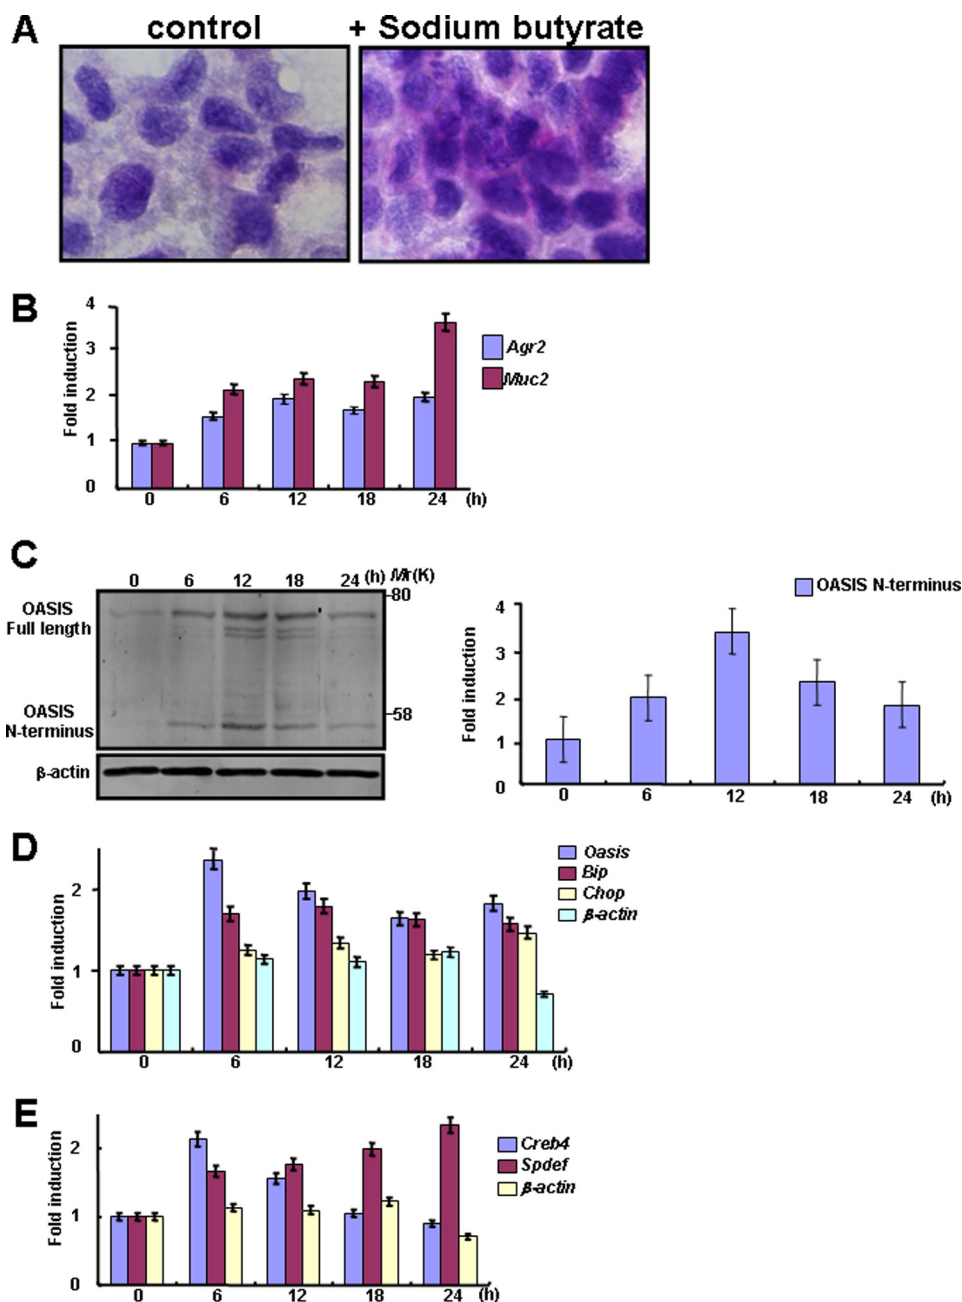 A
control
+ Sodium butyrate
B
Fold induction
4
3
2
1
0
0 6 12 18 24 (h)
Agr2
Muc2
C
0 6 12 18 24 (h) Mr(K)
80
OASIS
Full length
58
OASIS
N-terminus
β-actin
OASIS N-terminus
Fold induction
4
3
2
1
0
0 6 12 18 24 (h)
D
Fold induction
2
1
0
0 6 12 18 24 (h)
Oasis
Bip
Chop
β-actin
E
Fold induction
2
1
0
0 6 12 18 24 (h)
Creb4
Spdef
β-actin